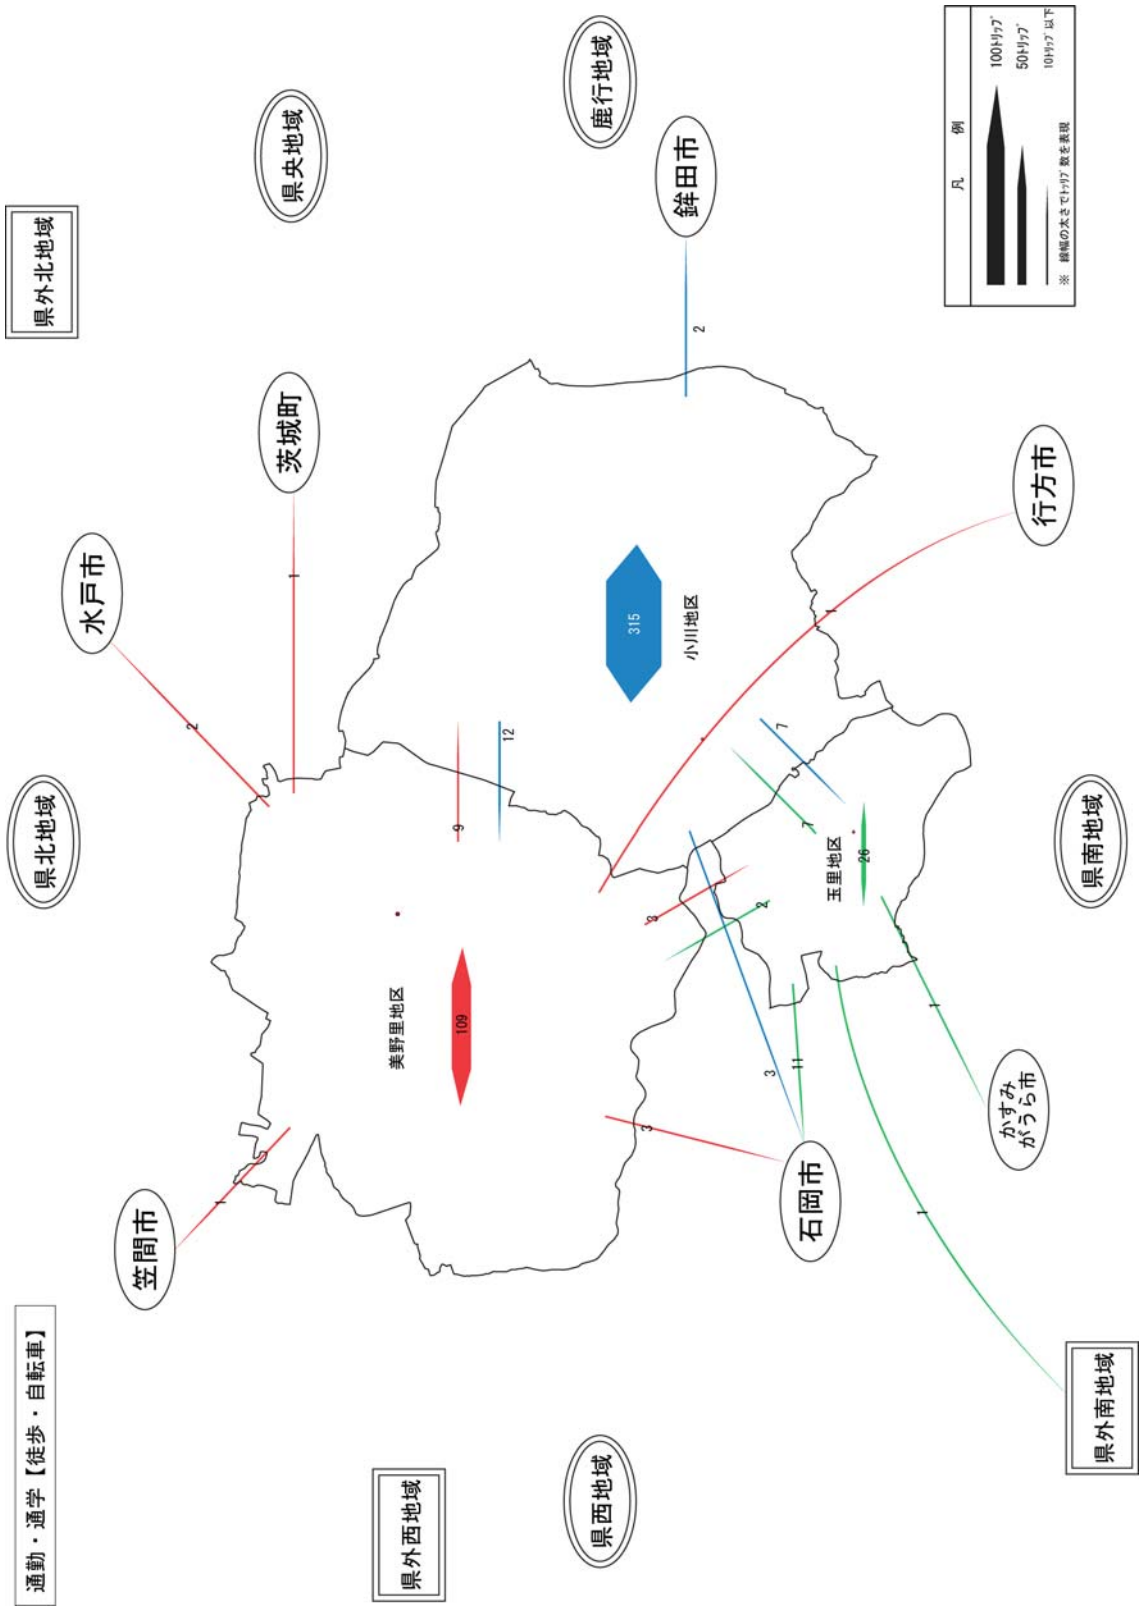 通勤・通学【徒歩・自転車】
県外西地域
県西地域
県外南地域
笠間市
1
石岡市
3
3
11
かすみ
がうら市
1
1
県北地域
水戸市
2
茨城町
1
県外北地域
県央地域
鹿行地域
鉾田市
2
美野里地区
109
9
12
小川地区
315
3
2
玉里地区
26
7
7
行方市
1
県南地域
凡 例
100トリップ
50トリップ
10トリップ以下
※ 線幅の太さでトリップ数を表現